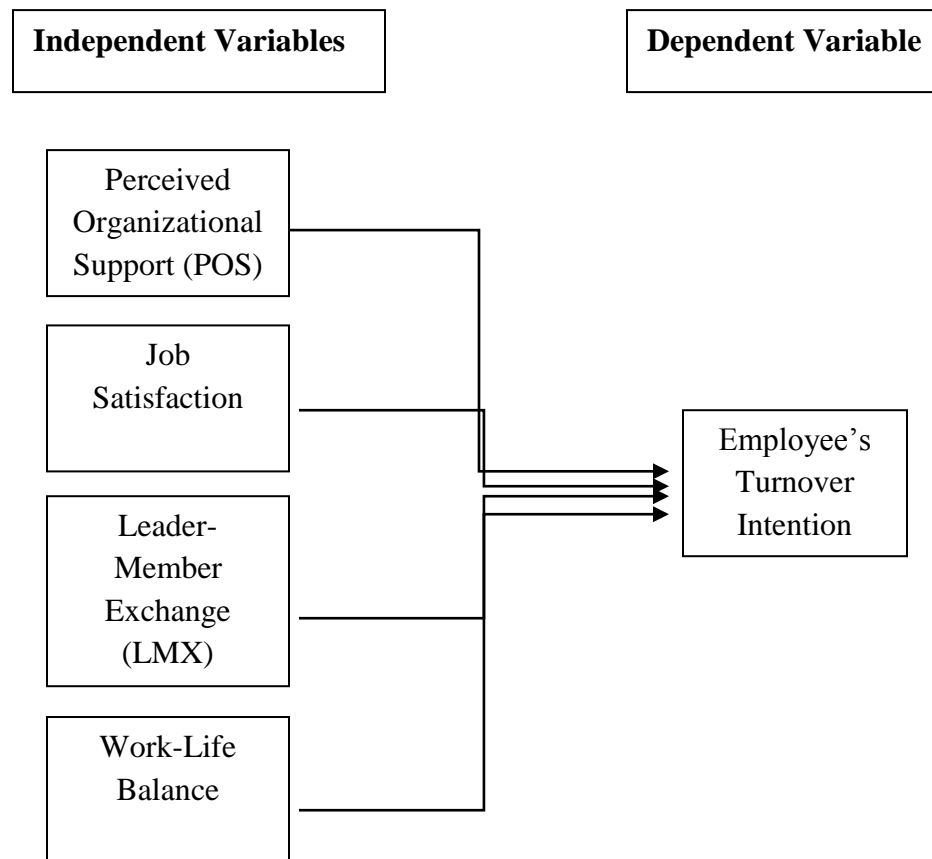 Independent Variables
Dependent Variable
Perceived
Organizational
Support (POS)
Job
Satisfaction
Leader-
Member
Exchange
(LMX)
Work-Life
Balance
Employee’s
Turnover
Intention